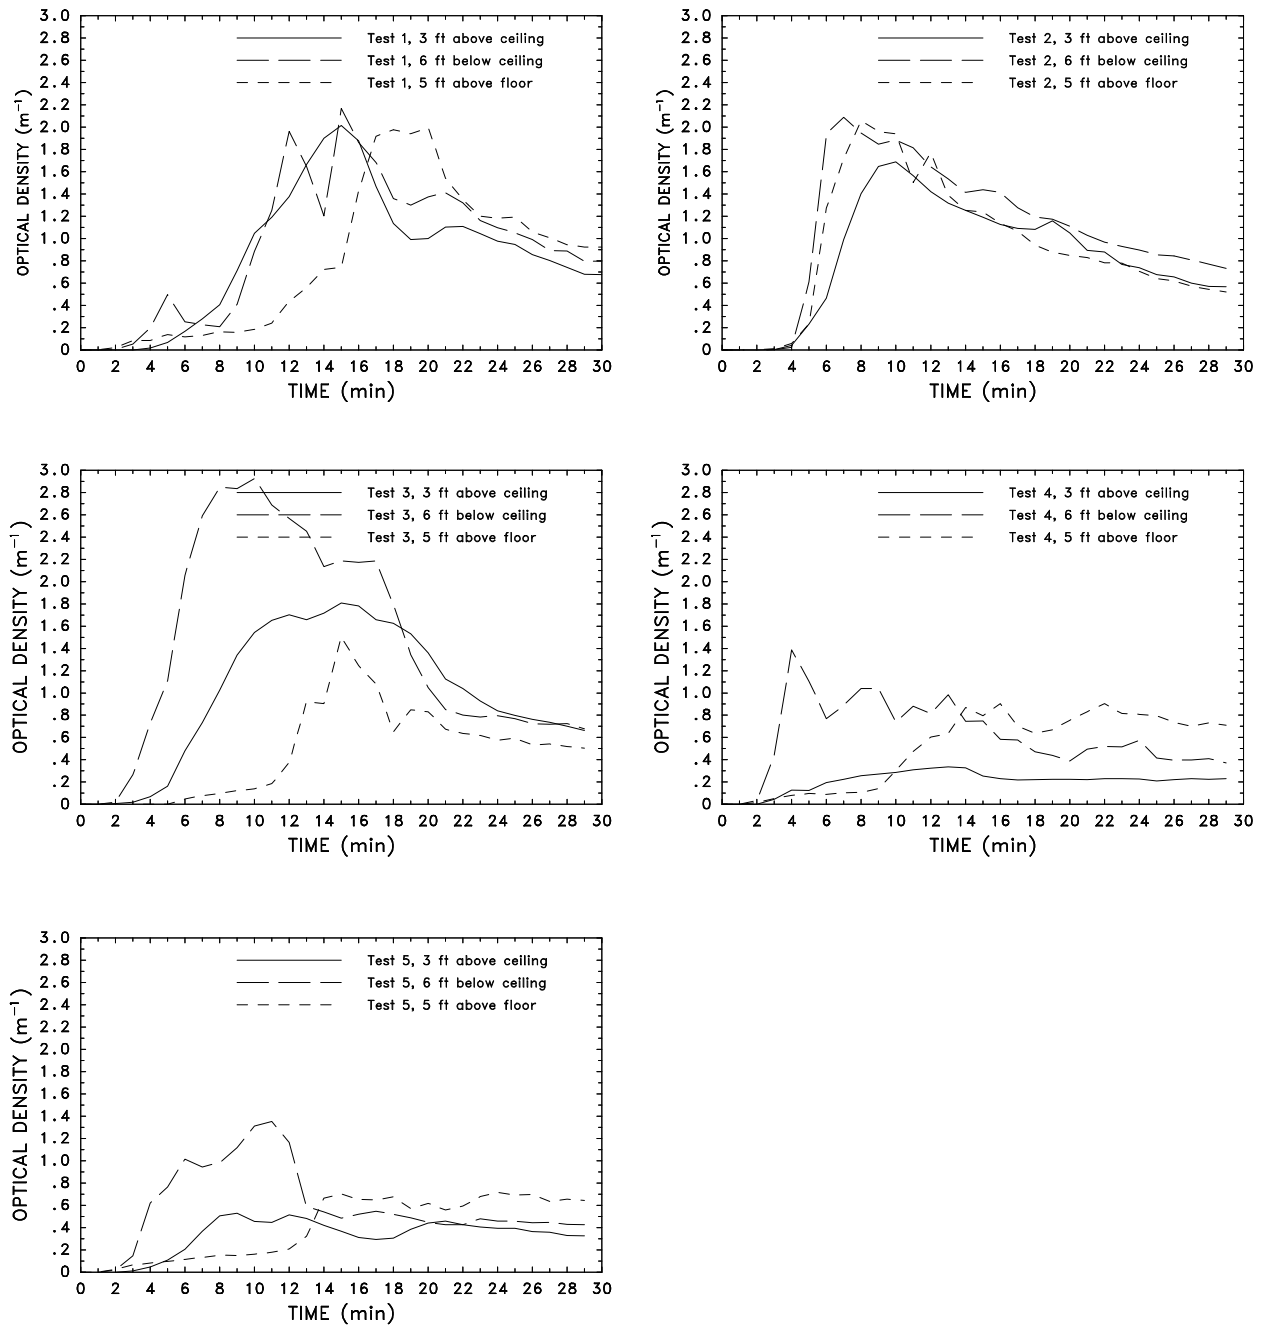 3.0
2.8
2.6
2.4
2.2
2.0
1.8
1.6
1.4
1.2
1.0
.8
.6
.4
.2
0
OPTICAL DENSITY (m⁻¹)
Test 1, 3 ft above ceiling
Test 1, 6 ft below ceiling
Test 1, 5 ft above floor
0 2 4 6 8 10 12 14 16 18 20 22 24 26 28 30
TIME (min)
3.0
2.8
2.6
2.4
2.2
2.0
1.8
1.6
1.4
1.2
1.0
.8
.6
.4
.2
0
OPTICAL DENSITY (m⁻¹)
Test 2, 3 ft above ceiling
Test 2, 6 ft below ceiling
Test 2, 5 ft above floor
0 2 4 6 8 10 12 14 16 18 20 22 24 26 28 30
TIME (min)
3.0
2.8
2.6
2.4
2.2
2.0
1.8
1.6
1.4
1.2
1.0
.8
.6
.4
.2
0
OPTICAL DENSITY (m⁻¹)
Test 3, 3 ft above ceiling
Test 3, 6 ft below ceiling
Test 3, 5 ft above floor
0 2 4 6 8 10 12 14 16 18 20 22 24 26 28 30
TIME (min)
3.0
2.8
2.6
2.4
2.2
2.0
1.8
1.6
1.4
1.2
1.0
.8
.6
.4
.2
0
OPTICAL DENSITY (m⁻¹)
Test 4, 3 ft above ceiling
Test 4, 6 ft below ceiling
Test 4, 5 ft above floor
0 2 4 6 8 10 12 14 16 18 20 22 24 26 28 30
TIME (min)
3.0
2.8
2.6
2.4
2.2
2.0
1.8
1.6
1.4
1.2
1.0
.8
.6
.4
.2
0
OPTICAL DENSITY (m⁻¹)
Test 5, 3 ft above ceiling
Test 5, 6 ft below ceiling
Test 5, 5 ft above floor
0 2 4 6 8 10 12 14 16 18 20 22 24 26 28 30
TIME (min)